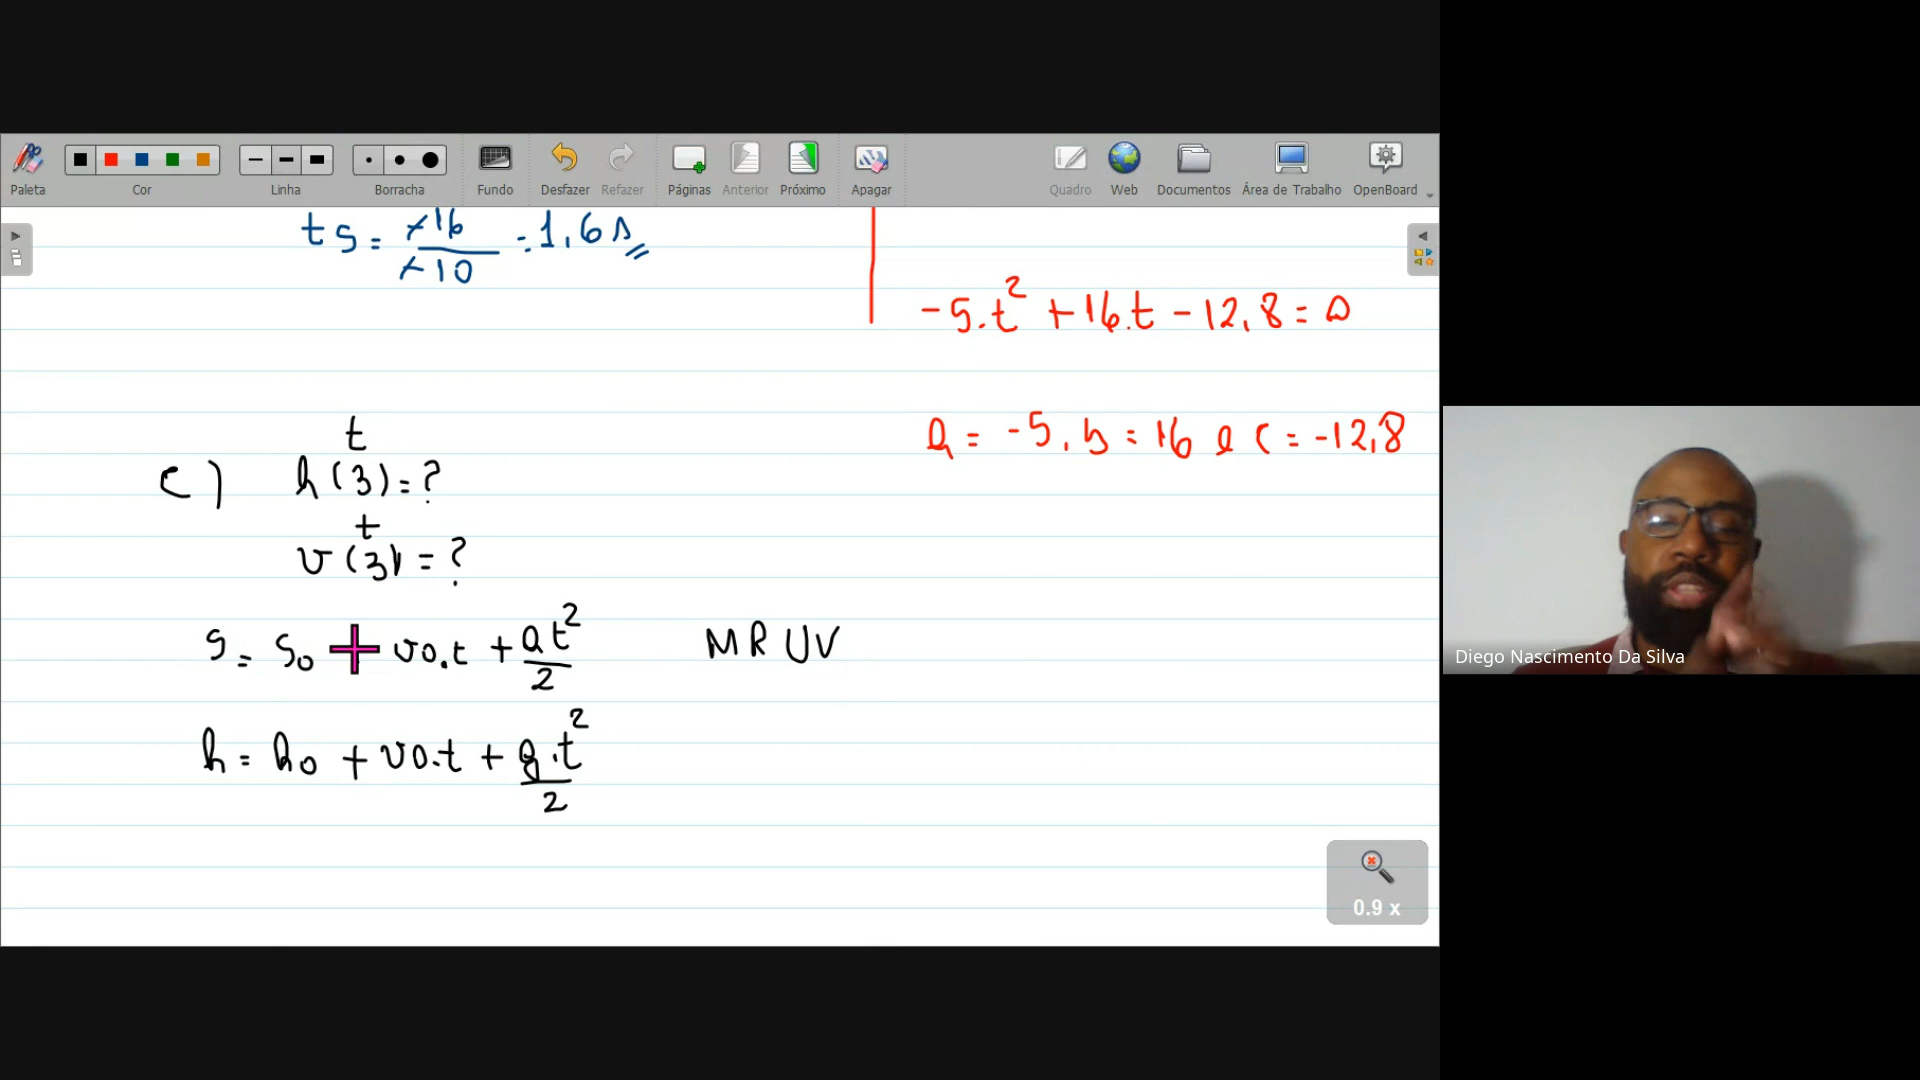 Paleta
Cor
Linha
Borracha
Fundo
Desfazer
Refazer
Páginas
Anterior
Próximo
Apagar
Quadro
Web
Documentos
Área de Trabalho
OpenBoard
ts = -16/-10 = 1,6 s
-5.t² + 16.t - 12,8 = 0
a = -5, b = 16 e c = -12,8
t
c) h(3) = ?
t
v(3) = ?
s = s0 + v0.t + at²/2 MRUV
h = h0 + v0.t + g.t²/2
0.9 x
Diego Nascimento Da Silva